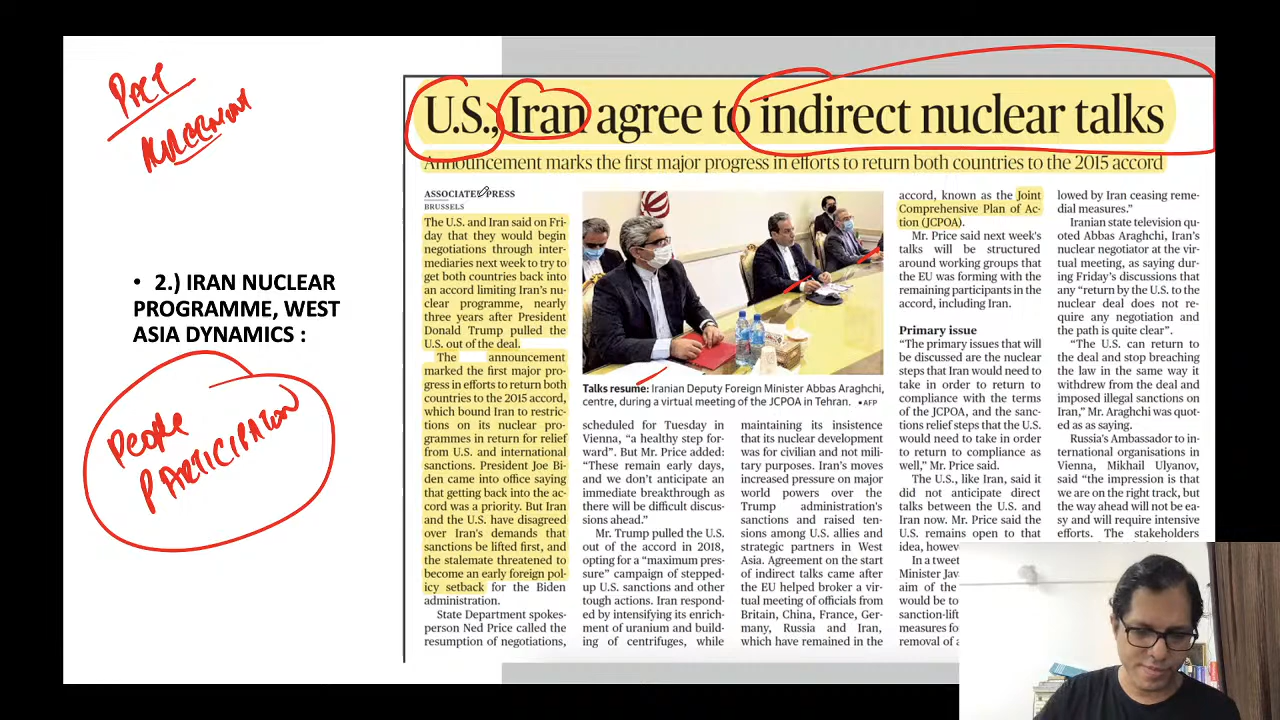 PACT
• 2.) IRAN NUCLEAR
PROGRAMME, WEST
ASIA DYNAMICS :
PEOPLE
PARTICIPATION
U.S., Iran agree to indirect nuclear talks
Announcement marks the first major progress in efforts to return both countries to the 2015 accord
ASSOCIATED PRESS
BRUSSELS
The U.S. and Iran said on Fri-
day that they would begin
negotiations through inter-
mediaries next week to try to
get both countries back into
an accord limiting Iran's nu-
clear programme, nearly
three years after President
Donald Trump pulled the
U.S. out of the deal.
The announcement
marked the first major pro-
gress in efforts to return both
countries to the 2015 accord,
which bound Iran to restric-
tions on its nuclear pro-
grammes in return for relief
from U.S. and international
sanctions. President Joe Bi-
den came into office saying
that getting back into the ac-
cord was a priority. But Iran
and the U.S. have disagreed
over Iran's demands that
sanctions be lifted first, and
the stalemate threatened to
become an early foreign pol-
icy setback for the Biden
administration.
State Department spokes-
person Ned Price called the
resumption of negotiations,
Talks resume: Iranian Deputy Foreign Minister Abbas Araghchi,
centre, during a virtual meeting of the JCPOA in Tehran. • AFP
scheduled for Tuesday in
Vienna, “a healthy step for-
ward”. But Mr. Price added:
“These remain early days,
and we don't anticipate an
immediate breakthrough as
there will be difficult discus-
sions ahead.”
Mr. Trump pulled the U.S.
out of the accord in 2018,
opting for a “maximum pres-
sure” campaign of stepped-
up U.S. sanctions and other
tough actions. Iran respond-
ed by intensifying its enrich-
ment of uranium and build-
ing of centrifuges, while
maintaining its insistence
that its nuclear development
was for civilian and not mili-
tary purposes. Iran's moves
increased pressure on major
world powers over the
Trump administration's
sanctions and raised ten-
sions among U.S. allies and
strategic partners in West
Asia. Agreement on the start
of indirect talks came after
the EU helped broker a vir-
tual meeting of officials from
Britain, China, France, Ger-
many, Russia and Iran,
which have remained in the
accord, known as the Joint
Comprehensive Plan of Ac-
tion (JCPOA).
Mr. Price said next week's
talks will be structured
around working groups that
the EU was forming with the
remaining participants in the
accord, including Iran.
Primary issue
“The primary issues that will
be discussed are the nuclear
steps that Iran would need to
take in order to return to
compliance with the terms
of the JCPOA, and the sanc-
tions relief steps that the U.S.
would need to take in order
to return to compliance as
well,” Mr. Price said.
The U.S., like Iran, said it
did not anticipate direct
talks between the U.S. and
Iran now. Mr. Price said the
U.S. remains open to that
idea, howev
In a tweet
Minister Jav
aim of the
would be to
sanction-lift
measures fo
removal of a
lowed by Iran ceasing reme-
dial measures.”
Iranian state television qu-
oted Abbas Araghchi, Iran's
nuclear negotiator at the vir-
tual meeting, as saying dur-
ing Friday's discussions that
any “return by the U.S. to the
nuclear deal does not re-
quire any negotiation and
the path is quite clear”.
“The U.S. can return to
the deal and stop breaching
the law in the same way it
withdrew from the deal and
imposed illegal sanctions on
Iran,” Mr. Araghchi was quot-
ed as as saying.
Russia's Ambassador to in-
ternational organisations in
Vienna, Mikhail Ulyanov,
said “the impression is that
we are on the right track, but
the way ahead will not be ea-
sy and will require intensive
efforts. The stakeholders